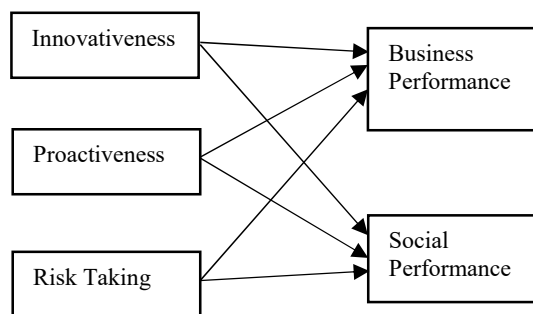 Innovativeness
Business
Performance
Proactiveness
Social
Performance
Risk Taking